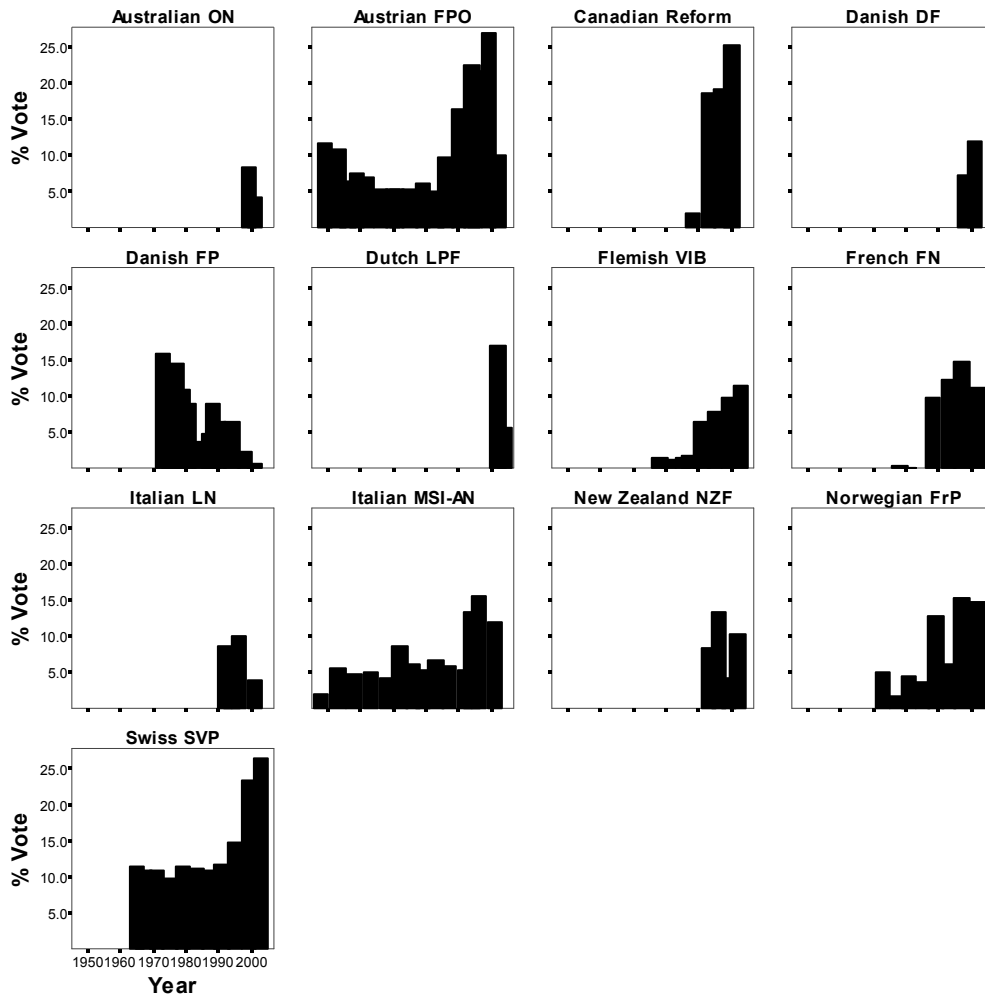 Australian ON
Austrian FPO
Canadian Reform
Danish DF
% Vote
25.0
20.0
15.0
10.0
5.0
Danish FP
Dutch LPF
Flemish VIB
French FN
% Vote
25.0
20.0
15.0
10.0
5.0
Italian LN
Italian MSI-AN
New Zealand NZF
Norwegian FrP
% Vote
25.0
20.0
15.0
10.0
5.0
Swiss SVP
% Vote
25.0
20.0
15.0
10.0
5.0
1950 1960 1970 1980 1990 2000
Year